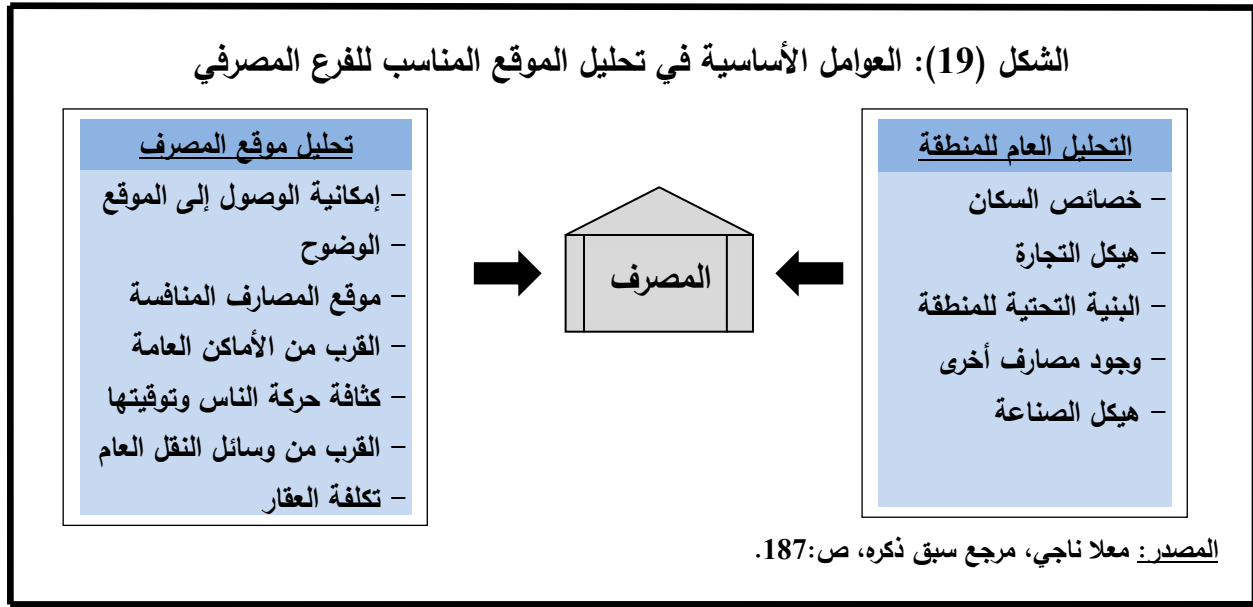 الشكل (19): العوامل الأساسية في تحليل الموقع المناسب للفرع المصرفي
التحليل العام للمنطقة
- خصائص السكان
- هيكل التجارة
- البنية التحتية للمنطقة
- وجود مصارف أخرى
- هيكل الصناعة
المصرف
تحليل موقع المصرف
- إمكانية الوصول إلى الموقع
- الوضوح
- موقع المصارف المنافسة
- القرب من الأماكن العامة
- كثافة حركة الناس وتوقيتها
- القرب من وسائل النقل العام
- تكلفة العقار
المصدر: معلا ناجي، مرجع سبق ذكره، ص:187.